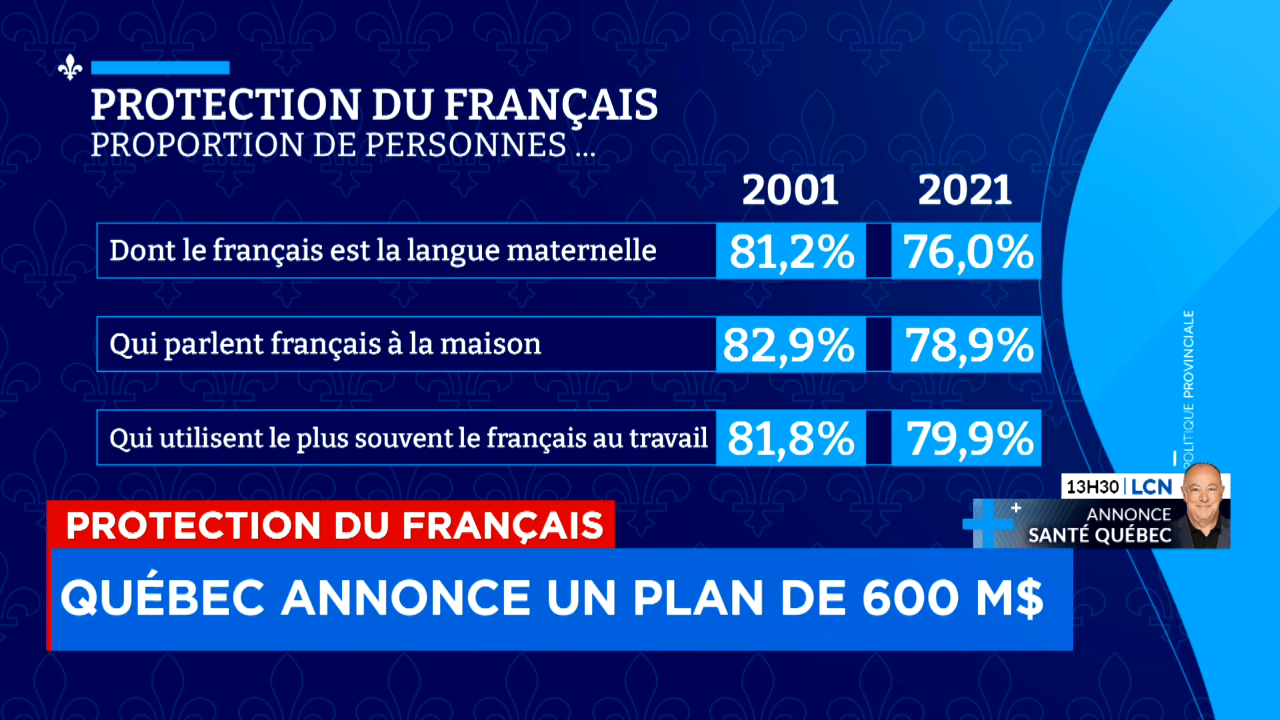 PROTECTION DU FRANÇAIS
PROPORTION DE PERSONNES ...
2001 2021
Dont le français est la langue maternelle 81,2% 76,0%
Qui parlent français à la maison 82,9% 78,9%
Qui utilisent le plus souvent le français au travail 81,8% 79,9%
POLITIQUE PROVINCIALE
13H30 | LCN
ANNONCE
SANTÉ QUÉBEC
PROTECTION DU FRANÇAIS
QUÉBEC ANNONCE UN PLAN DE 600 M$